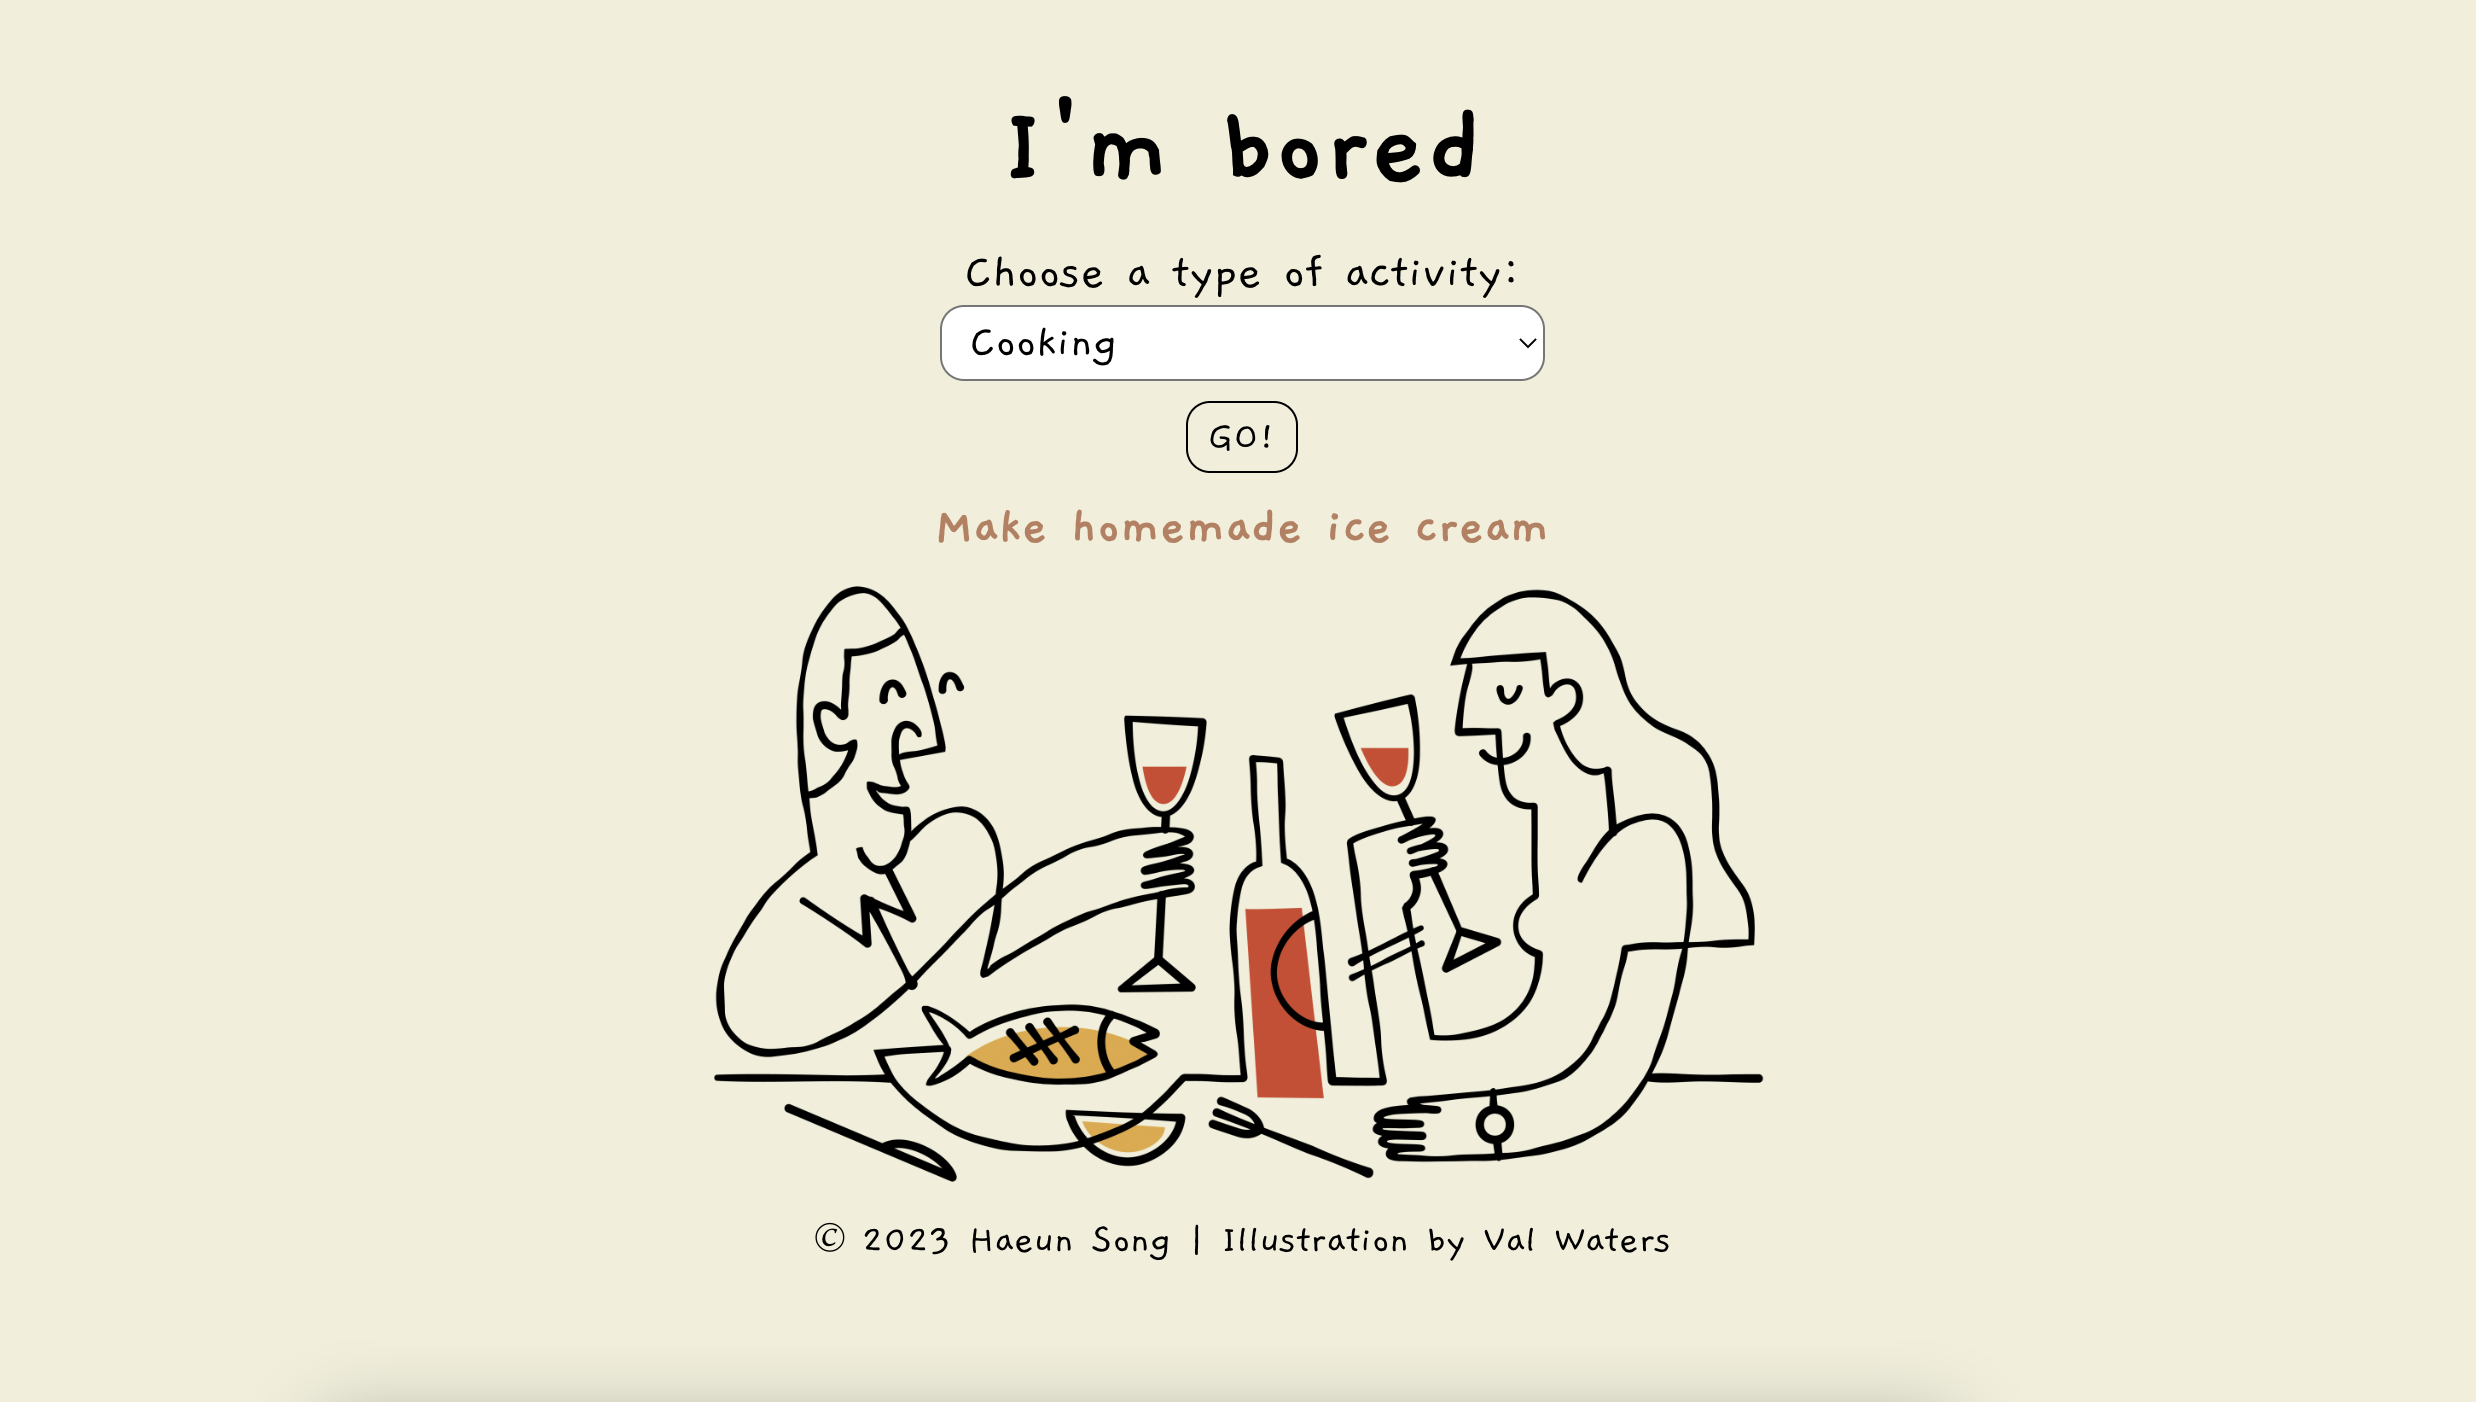 I'm bored
Choose a type of activity:
Cooking
GO!
Make homemade ice cream
© 2023 Haeun Song | Illustration by Val Waters